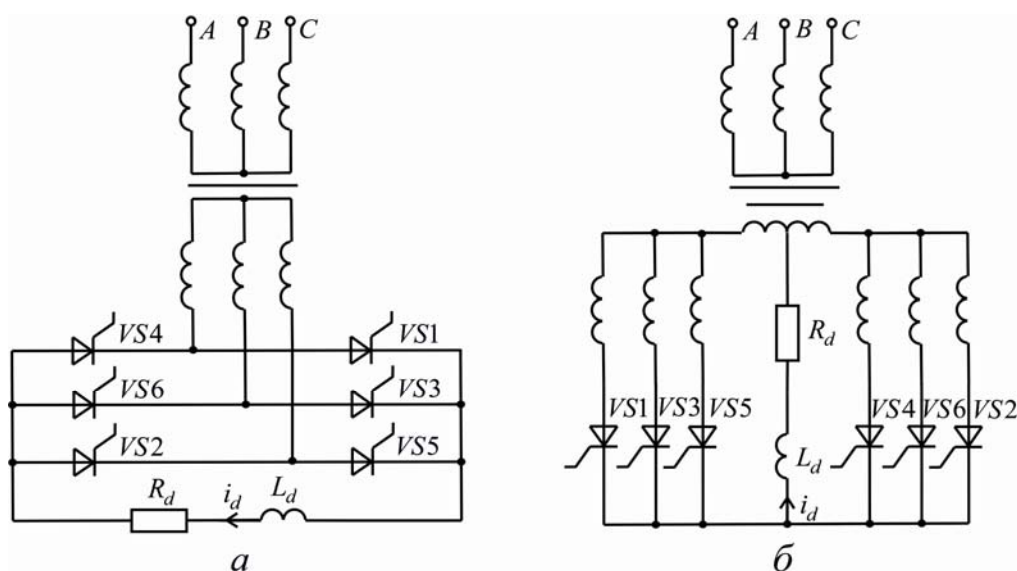 A B C
A B C
VS4 VS1
VS6 VS3
VS2 VS5
R_d i_d L_d
R_d
VS1 VS3 VS5 VS4 VS6 VS2
L_d
i_d
а б